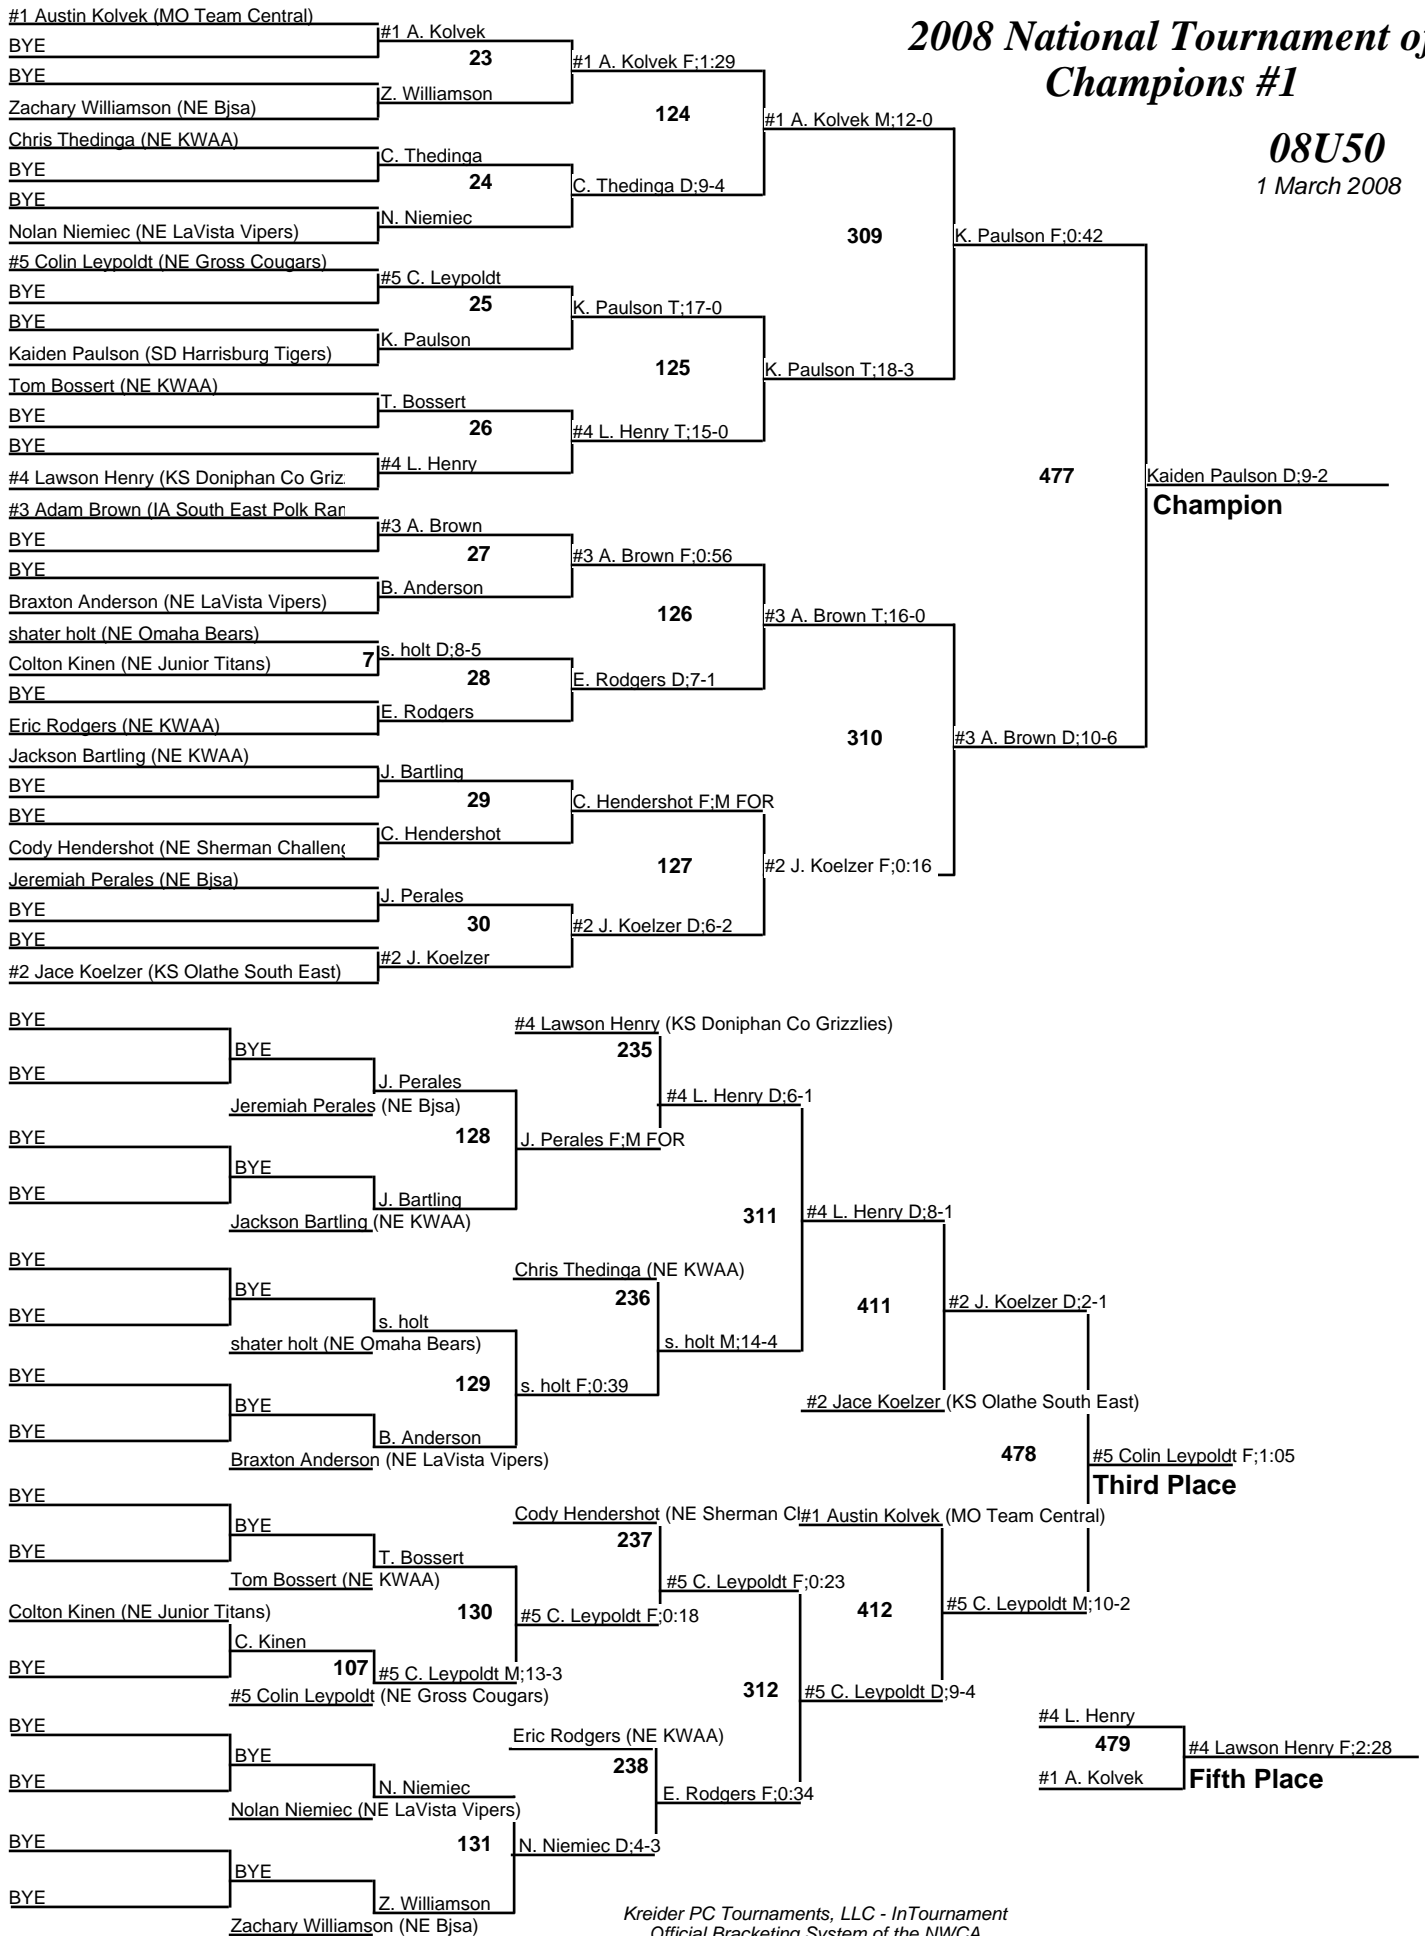 2008 National Tournament of
Champions #1
08U50
1 March 2008
#1 Austin Kolvek (MO Team Central)
BYE
BYE
Zachary Williamson (NE Bjsa)
Chris Thedinga (NE KWAA)
BYE
BYE
Nolan Niemiec (NE LaVista Vipers)
#5 Colin Leypoldt (NE Gross Cougars)
BYE
BYE
Kaiden Paulson (SD Harrisburg Tigers)
Tom Bossert (NE KWAA)
BYE
BYE
#4 Lawson Henry (KS Doniphan Co Griz
#3 Adam Brown (IA South East Polk Ran
BYE
BYE
Braxton Anderson (NE LaVista Vipers)
shater holt (NE Omaha Bears)
Colton Kinen (NE Junior Titans)
BYE
Eric Rodgers (NE KWAA)
Jackson Bartling (NE KWAA)
BYE
BYE
Cody Hendershot (NE Sherman Challeng
Jeremiah Perales (NE Bjsa)
BYE
BYE
#2 Jace Koelzer (KS Olathe South East)
#1 A. Kolvek
23
Z. Williamson
C. Thedinga
24
N. Niemiec
#5 C. Leypoldt
25
K. Paulson
T. Bossert
26
#4 L. Henry
#3 A. Brown
27
B. Anderson
7
s. holt D;8-5
28
E. Rodgers
J. Bartling
29
C. Hendershot
J. Perales
30
#2 J. Koelzer
#1 A. Kolvek F;1:29
124
C. Thedinga D;9-4
K. Paulson T;17-0
125
#4 L. Henry T;15-0
#3 A. Brown F;0:56
126
E. Rodgers D;7-1
C. Hendershot F;M FOR
127
#2 J. Koelzer D;6-2
#1 A. Kolvek M;12-0
309
K. Paulson T;18-3
#3 A. Brown T;16-0
310
#2 J. Koelzer F;0:16
K. Paulson F;0:42
477
#3 A. Brown D;10-6
Kaiden Paulson D;9-2
Champion
BYE
BYE
BYE
BYE
BYE
BYE
BYE
BYE
BYE
BYE
Colton Kinen (NE Junior Titans)
BYE
BYE
BYE
BYE
BYE
BYE
Jeremiah Perales (NE Bjsa)
BYE
Jackson Bartling (NE KWAA)
BYE
shater holt (NE Omaha Bears)
BYE
Braxton Anderson (NE LaVista Vipers)
BYE
Tom Bossert (NE KWAA)
C. Kinen
107
#5 Colin Leypoldt (NE Gross Cougars)
BYE
Nolan Niemiec (NE LaVista Vipers)
BYE
Zachary Williamson (NE Bjsa)
J. Perales
128
J. Bartling
s. holt
129
B. Anderson
T. Bossert
130
#5 C. Leypoldt M;13-3
N. Niemiec
131
Z. Williamson
#4 Lawson Henry (KS Doniphan Co Grizzlies)
235
J. Perales F;M FOR
Chris Thedinga (NE KWAA)
236
s. holt F;0:39
Cody Hendershot (NE Sherman Cl
237
#5 C. Leypoldt F;0:18
Eric Rodgers (NE KWAA)
238
N. Niemiec D;4-3
#4 L. Henry D;6-1
311
s. holt M;14-4
#5 C. Leypoldt F;0:23
312
E. Rodgers F;0:34
#4 L. Henry D;8-1
411
#2 Jace Koelzer (KS Olathe South East)
#1 Austin Kolvek (MO Team Central)
412
#5 C. Leypoldt D;9-4
#2 J. Koelzer D;2-1
478
#5 C. Leypoldt M;10-2
#5 Colin Leypoldt F;1:05
Third Place
#4 L. Henry
479
#1 A. Kolvek
#4 Lawson Henry F;2:28
Fifth Place
Kreider PC Tournaments, LLC - InTournament
Official Bracketing System of the NWCA